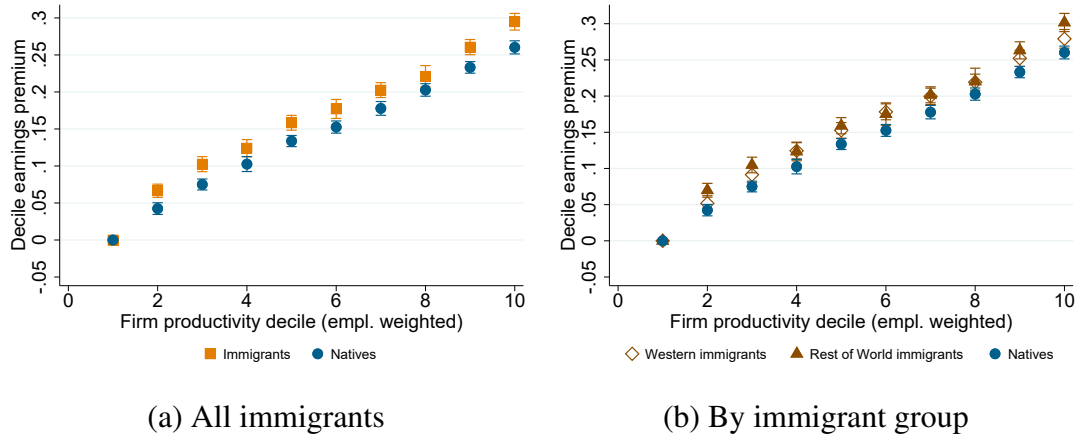 Decile earnings premium
.3
.25
.2
.15
.1
.05
0
-.05
0 2 4 6 8 10
Firm productivity decile (empl. weighted)
Immigrants Natives
(a) All immigrants
Decile earnings premium
.3
.25
.2
.15
.1
.05
0
-.05
0 2 4 6 8 10
Firm productivity decile (empl. weighted)
Western immigrants Rest of World immigrants Natives
(b) By immigrant group